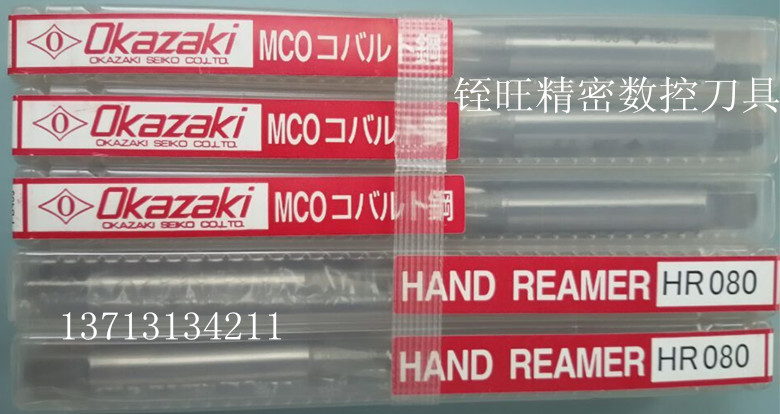 Okazaki
OKAZAKI SEIKO CO.,LTD.
MCOコバルト鋼
Okazaki
OKAZAKI SEIKO CO.,LTD.
MCOコバル
铚旺精密数控刀具
Okazaki
OKAZAKI SEIKO CO.,LTD.
MCOコバルト鋼
HAND REAMER HR080
13713134211
HAND REAMER HR080